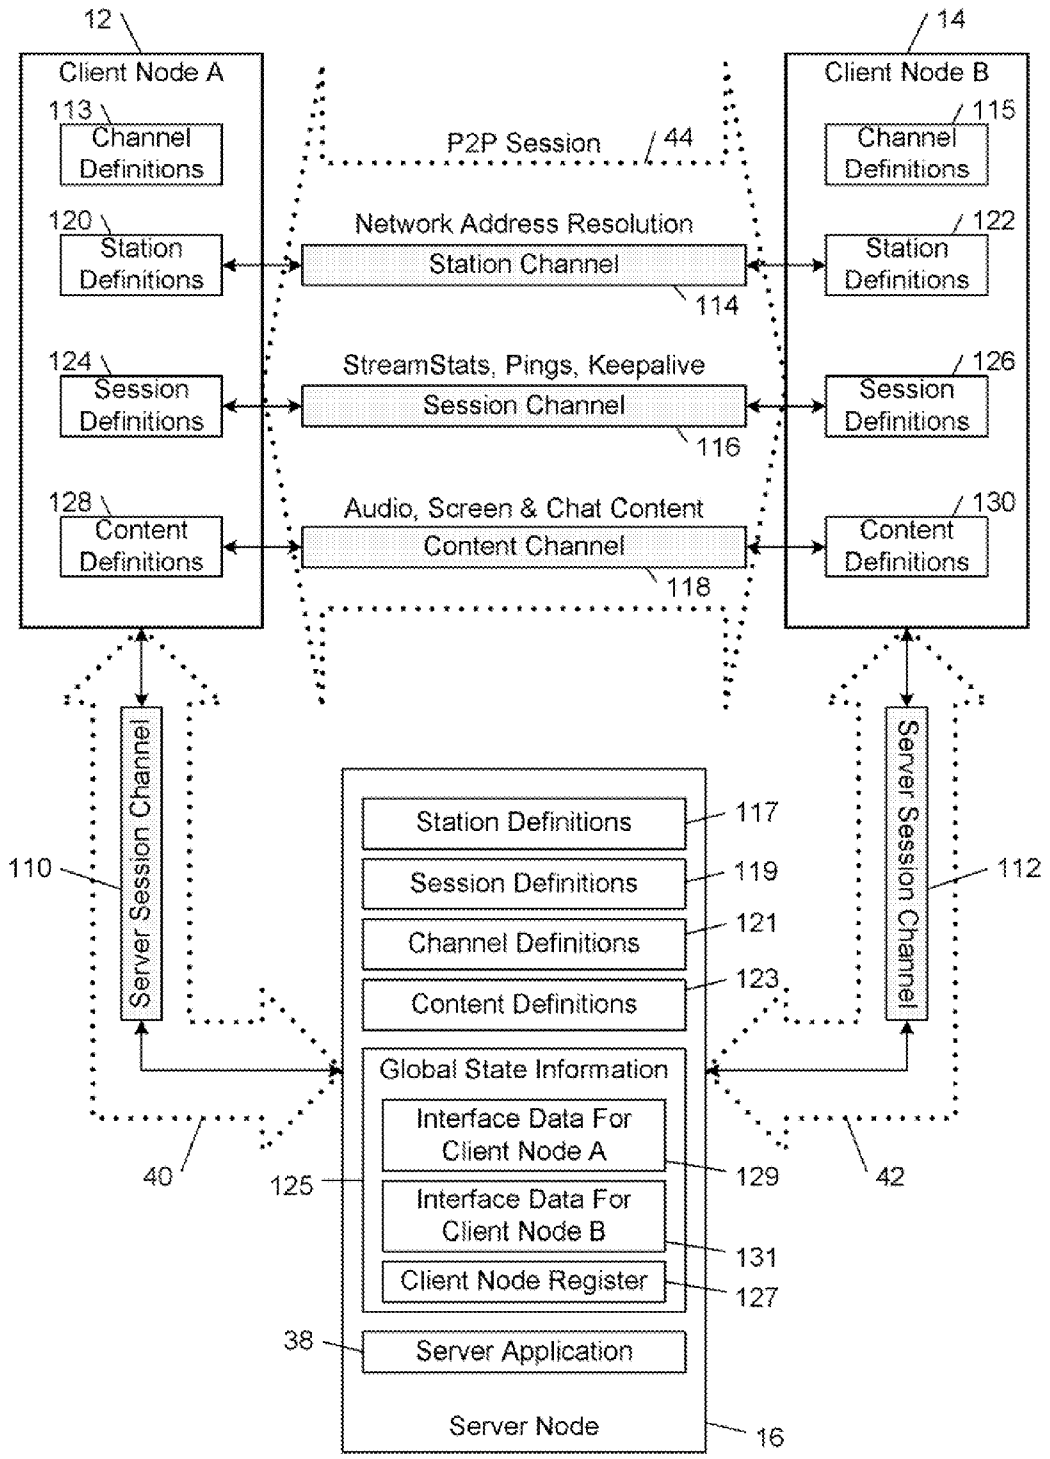 12
14
Client Node A
Client Node B
113
Channel
Definitions
115
Channel
Definitions
P2P Session
44
120
Station
Definitions
Network Address Resolution
Station Channel
114
122
Station
Definitions
124
Session
Definitions
StreamStats, Pings, Keepalive
Session Channel
116
126
Session
Definitions
128
Content
Definitions
Audio, Screen & Chat Content
Content Channel
118
130
Content
Definitions
Server Session Channel
110
Server Session Channel
112
Station Definitions
117
Session Definitions
119
Channel Definitions
121
Content Definitions
123
Global State Information
Interface Data For
Client Node A
129
125
Interface Data For
Client Node B
131
Client Node Register
127
40
42
38
Server Application
Server Node
16